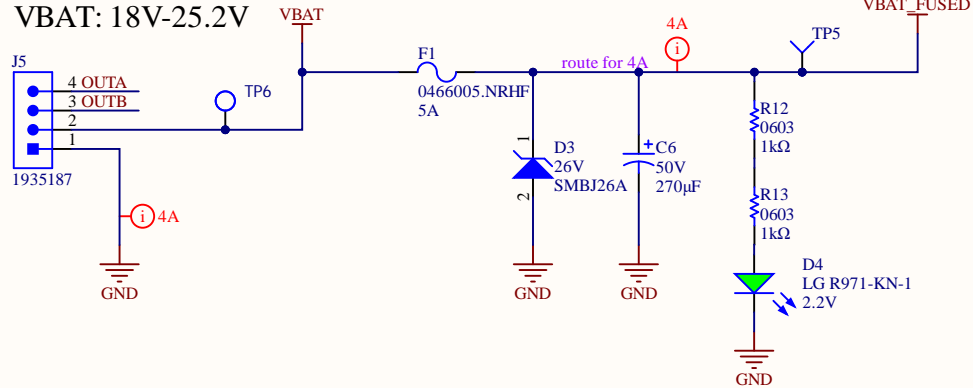 VBAT: 18V-25.2V
VBAT
VBAT_FUSED
J5
4 OUTA
3 OUTB
2
1
1935187
TP6
i 4A
GND
F1
0466005.NRHF
5A
route for 4A
4A
i
TP5
1
D3
26V
SMBJ26A
2
GND
+
C6
50V
270µF
GND
R12
0603
1kΩ
R13
0603
1kΩ
D4
LG R971-KN-1
2.2V
GND